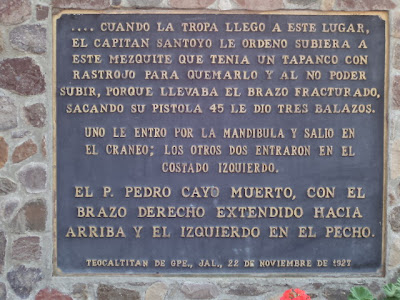 .... CUANDO LA TROPA LLEGO A ESTE LUGAR,
EL CAPITAN SANTOYO LE ORDENO SUBIERA A
ESTE MEZQUITE QUE TENIA UN TAPANCO CON
RASTROJO PARA QUEMARLO Y AL NO PODER
SUBIR, PORQUE LLEVABA EL BRAZO FRACTURADO,
SACANDO SU PISTOLA 45 LE DIO TRES BALAZOS.
UNO LE ENTRO POR LA MANDIBULA Y SALIO EN
EL CRANEO; LOS OTROS DOS ENTRARON EN EL
COSTADO IZQUIERDO.
EL P. PEDRO CAYO MUERTO, CON EL
BRAZO DERECHO EXTENDIDO HACIA
ARRIBA Y EL IZQUIERDO EN EL PECHO.
TEOCALTITAN DE GPE., JAL., 22 DE NOVIEMBRE DE 1927